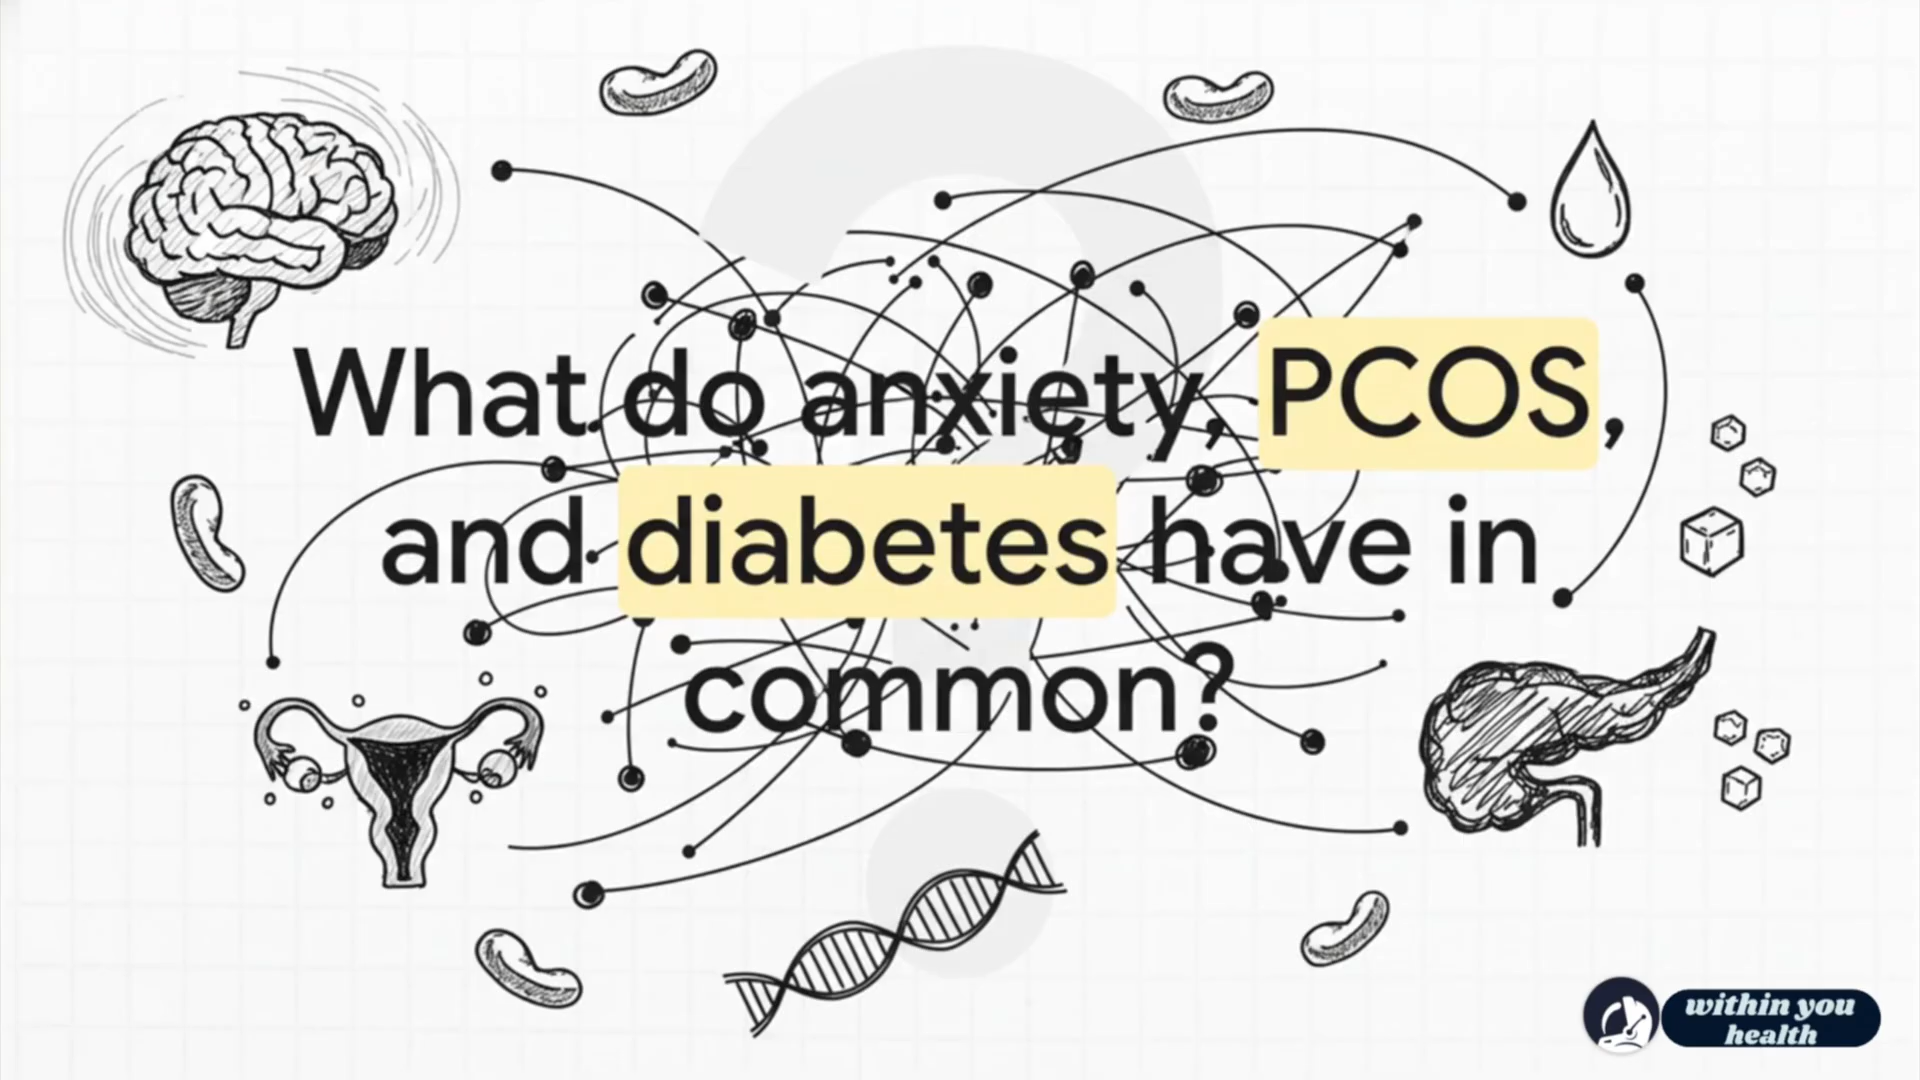 What do anxiety, PCOS,
and diabetes have in
common?
within you
health